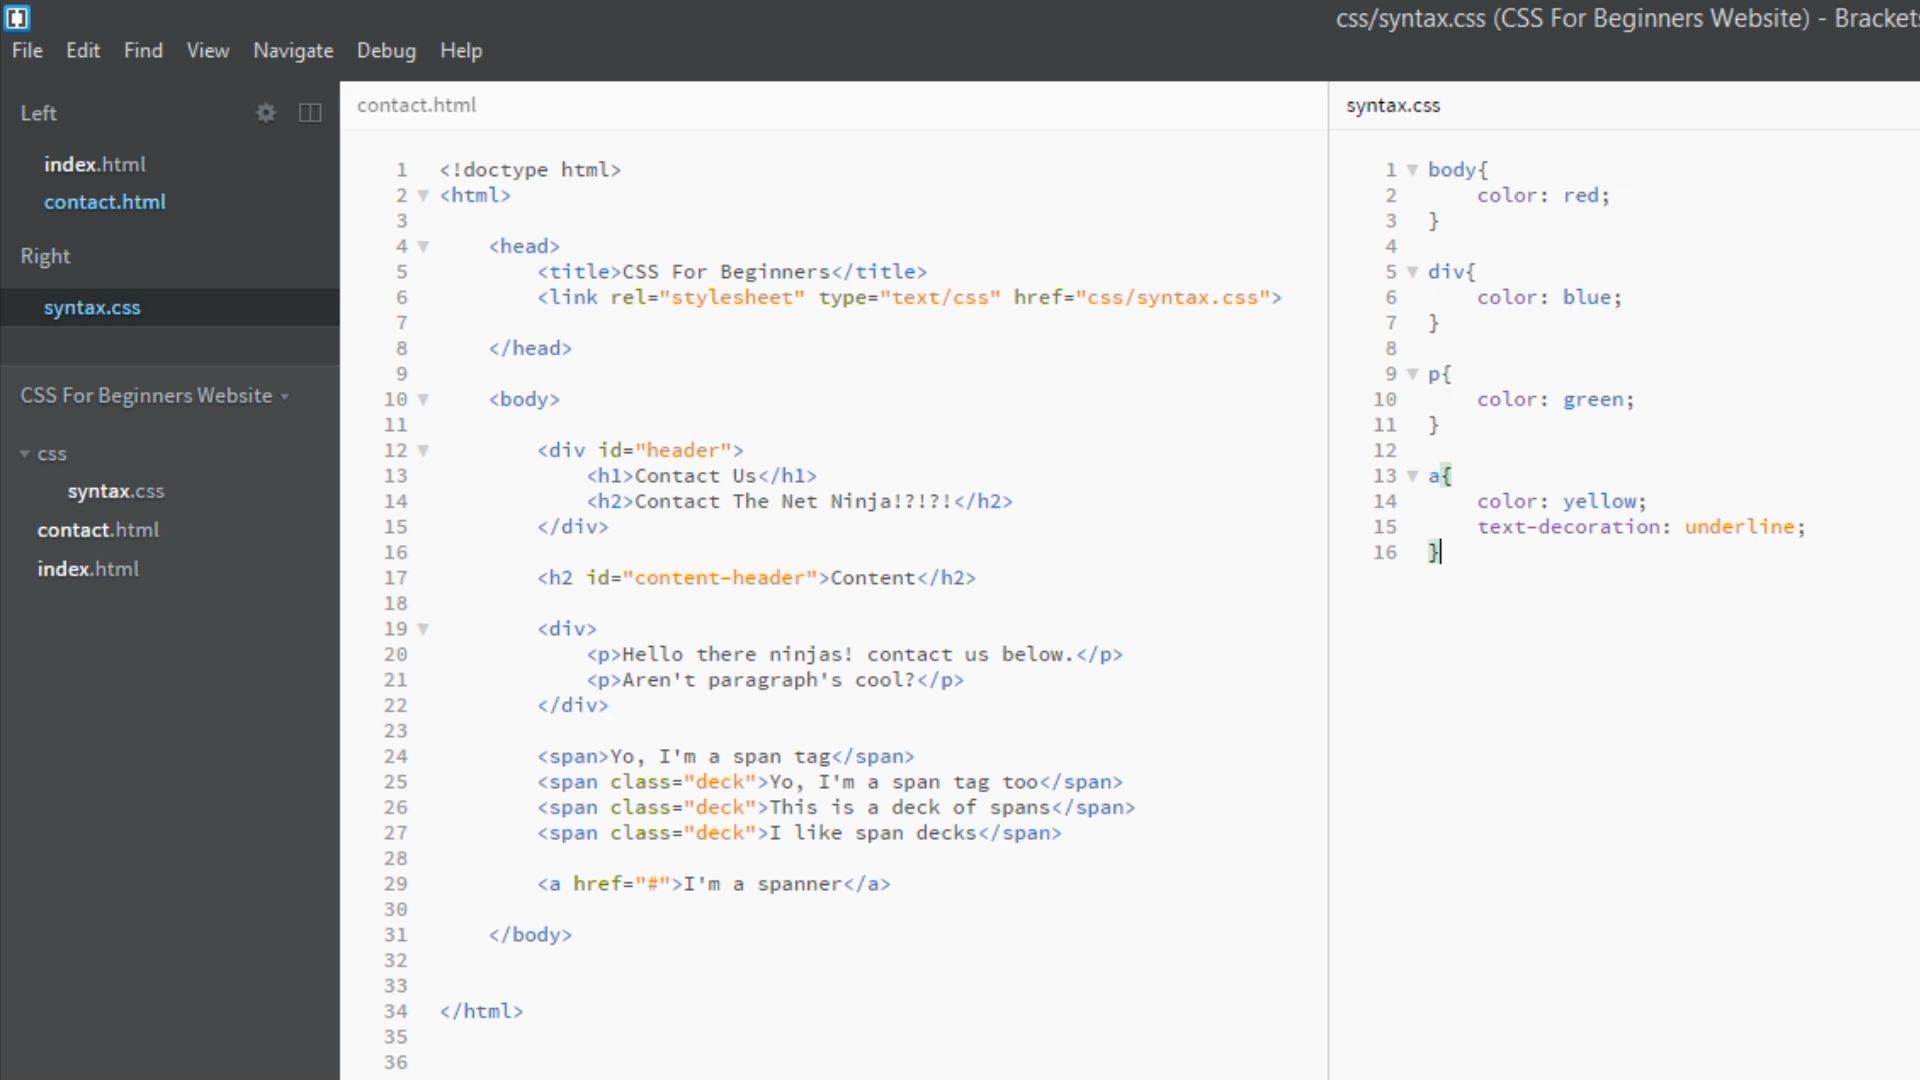 css/syntax.css (CSS For Beginners Website) - Brackets
File Edit Find View Navigate Debug Help
Left
index.html
contact.html
Right
syntax.css
CSS For Beginners Website
css
syntax.css
contact.html
index.html
contact.html
1 <!doctype html>
2 <html>
3
4 <head>
5 <title>CSS For Beginners</title>
6 <link rel="stylesheet" type="text/css" href="css/syntax.css">
7
8 </head>
9
10 <body>
11
12 <div id="header">
13 <h1>Contact Us</h1>
14 <h2>Contact The Net Ninja!?!?!</h2>
15 </div>
16
17 <h2 id="content-header">Content</h2>
18
19 <div>
20 <p>Hello there ninjas! contact us below.</p>
21 <p>Aren't paragraph's cool?</p>
22 </div>
23
24 <span>Yo, I'm a span tag</span>
25 <span class="deck">Yo, I'm a span tag too</span>
26 <span class="deck">This is a deck of spans</span>
27 <span class="deck">I like span decks</span>
28
29 <a href="#">I'm a spanner</a>
30
31 </body>
32
33
34 </html>
35
36
syntax.css
1 body{
2 color: red;
3 }
4
5 div{
6 color: blue;
7 }
8
9 p{
10 color: green;
11 }
12
13 a{
14 color: yellow;
15 text-decoration: underline;
16 }